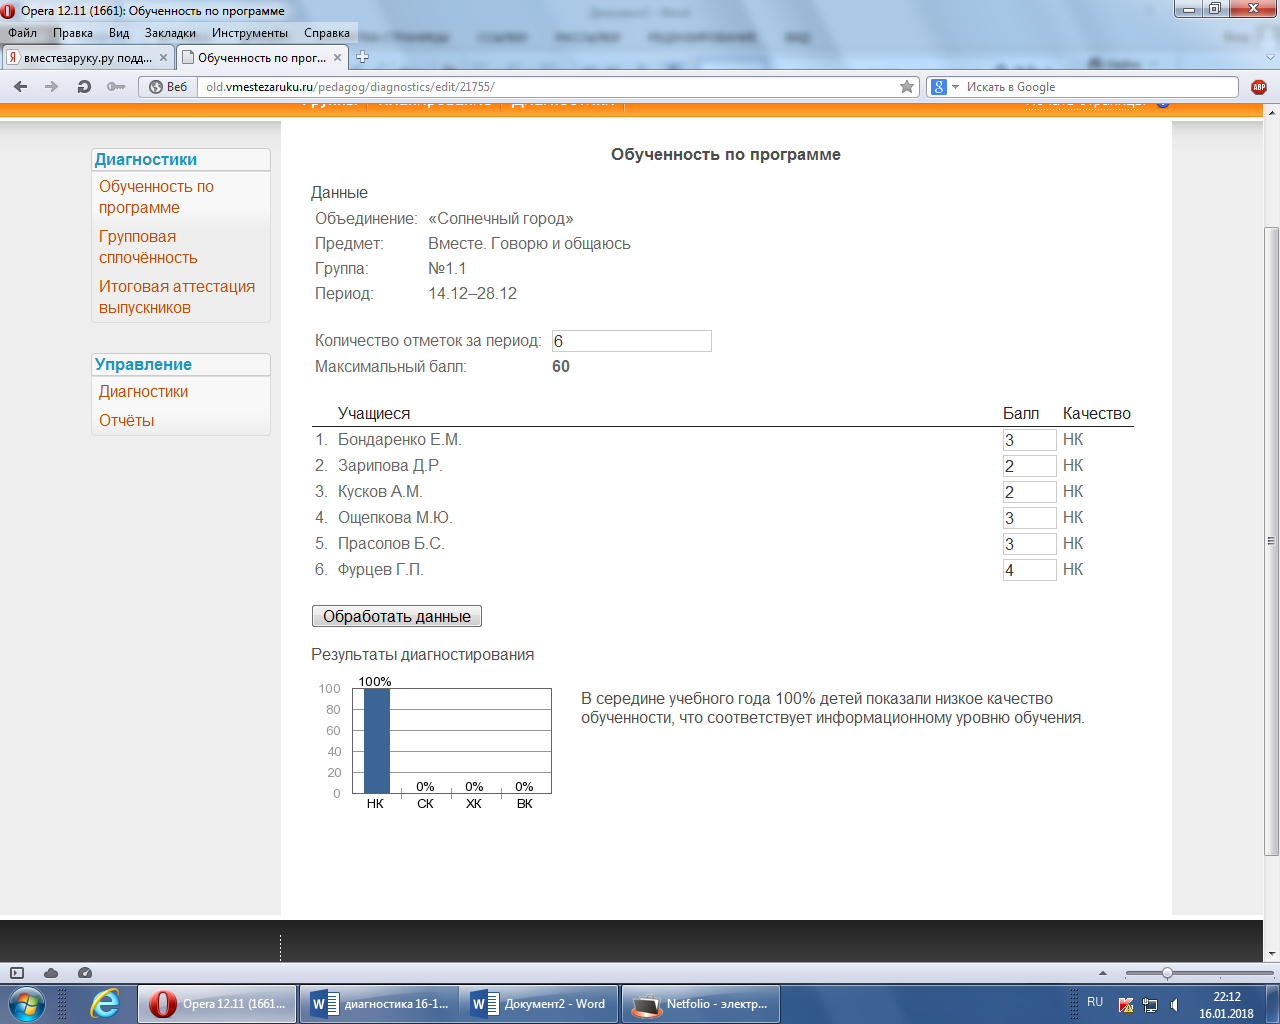 Opera 12.11 (1661): Обученность по программе
Файл Правка Вид Закладки Инструменты Справка
вместезаруку.ру подд... Обученность по прог...
Веб old.vmestezaruku.ru/pedagog/diagnostics/edit/21755/ Искать в Google ABP
Диагностики
Обученность по
программе
Групповая
сплочённость
Итоговая аттестация
выпускников
Управление
Диагностики
Отчёты
Обученность по программе
Данные
Объединение: «Солнечный город»
Предмет: Вместе. Говорю и общаюсь
Группа: №1.1
Период: 14.12–28.12
Количество отметок за период: 6
Максимальный балл: 60
Учащиеся Балл Качество
1. Бондаренко Е.М. 3 НК
2. Зарипова Д.Р. 2 НК
3. Кусков А.М. 2 НК
4. Ощепкова М.Ю. 3 НК
5. Прасолов Б.С. 3 НК
6. Фурцев Г.П. 4 НК
Обработать данные
Результаты диагностирования
100%
100
80
60
40
20
0
0% 0% 0%
НК СК ХК ВК
В середине учебного года 100% детей показали низкое качество
обученности, что соответствует информационному уровню обучения.
Opera 12.11 (1661... диагностика 16-1... Документ2 - Word Netfolio - электр... RU 22:12
16.01.2018